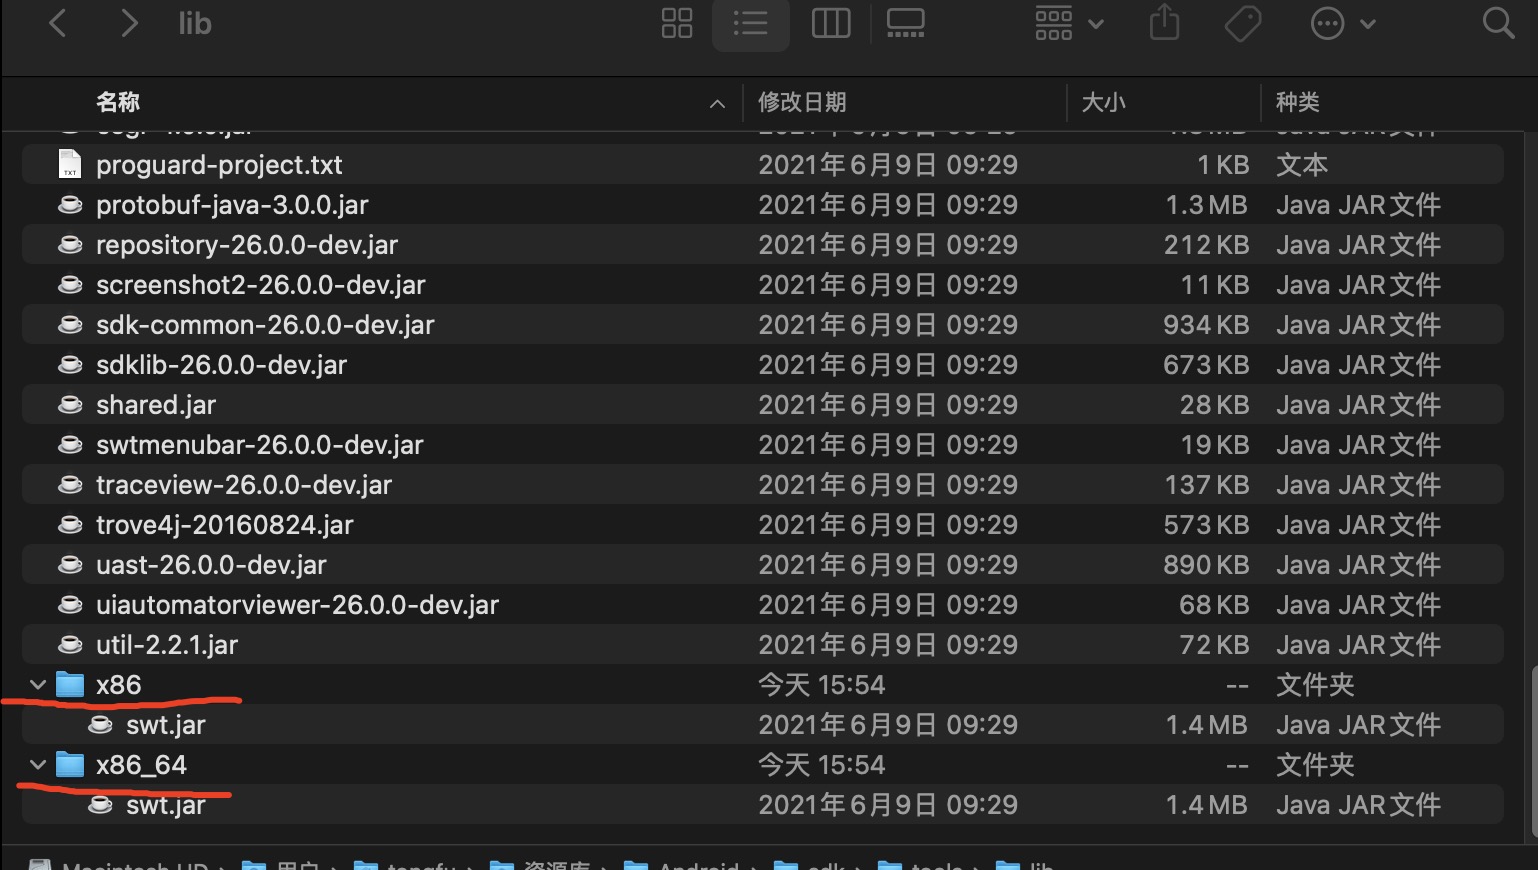 lib
名称 修改日期 大小 种类
proguard-project.txt 2021年6月9日 09:29 1 KB 文本
protobuf-java-3.0.0.jar 2021年6月9日 09:29 1.3 MB Java JAR文件
repository-26.0.0-dev.jar 2021年6月9日 09:29 212 KB Java JAR文件
screenshot2-26.0.0-dev.jar 2021年6月9日 09:29 11 KB Java JAR文件
sdk-common-26.0.0-dev.jar 2021年6月9日 09:29 934 KB Java JAR文件
sdklib-26.0.0-dev.jar 2021年6月9日 09:29 673 KB Java JAR文件
shared.jar 2021年6月9日 09:29 28 KB Java JAR文件
swtmenubar-26.0.0-dev.jar 2021年6月9日 09:29 19 KB Java JAR文件
traceview-26.0.0-dev.jar 2021年6月9日 09:29 137 KB Java JAR文件
trove4j-20160824.jar 2021年6月9日 09:29 573 KB Java JAR文件
uast-26.0.0-dev.jar 2021年6月9日 09:29 890 KB Java JAR文件
uiautomatorviewer-26.0.0-dev.jar 2021年6月9日 09:29 68 KB Java JAR文件
util-2.2.1.jar 2021年6月9日 09:29 72 KB Java JAR文件
x86 今天 15:54 -- 文件夹
swt.jar 2021年6月9日 09:29 1.4 MB Java JAR文件
x86_64 今天 15:54 -- 文件夹
swt.jar 2021年6月9日 09:29 1.4 MB Java JAR文件
Macintosh HD 用户 资源库 Android sdk tools lib